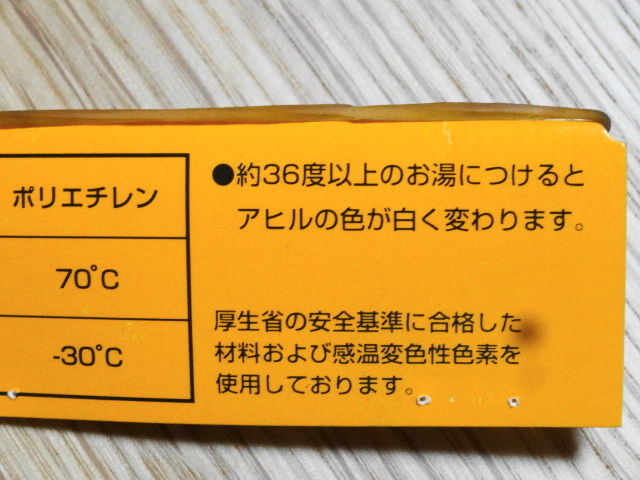 ポリエチレン
70°C
-30°C
●約36度以上のお湯につけると
アヒルの色が白く変わります。
厚生省の安全基準に合格した
材料および感温変色性色素を
使用しております。